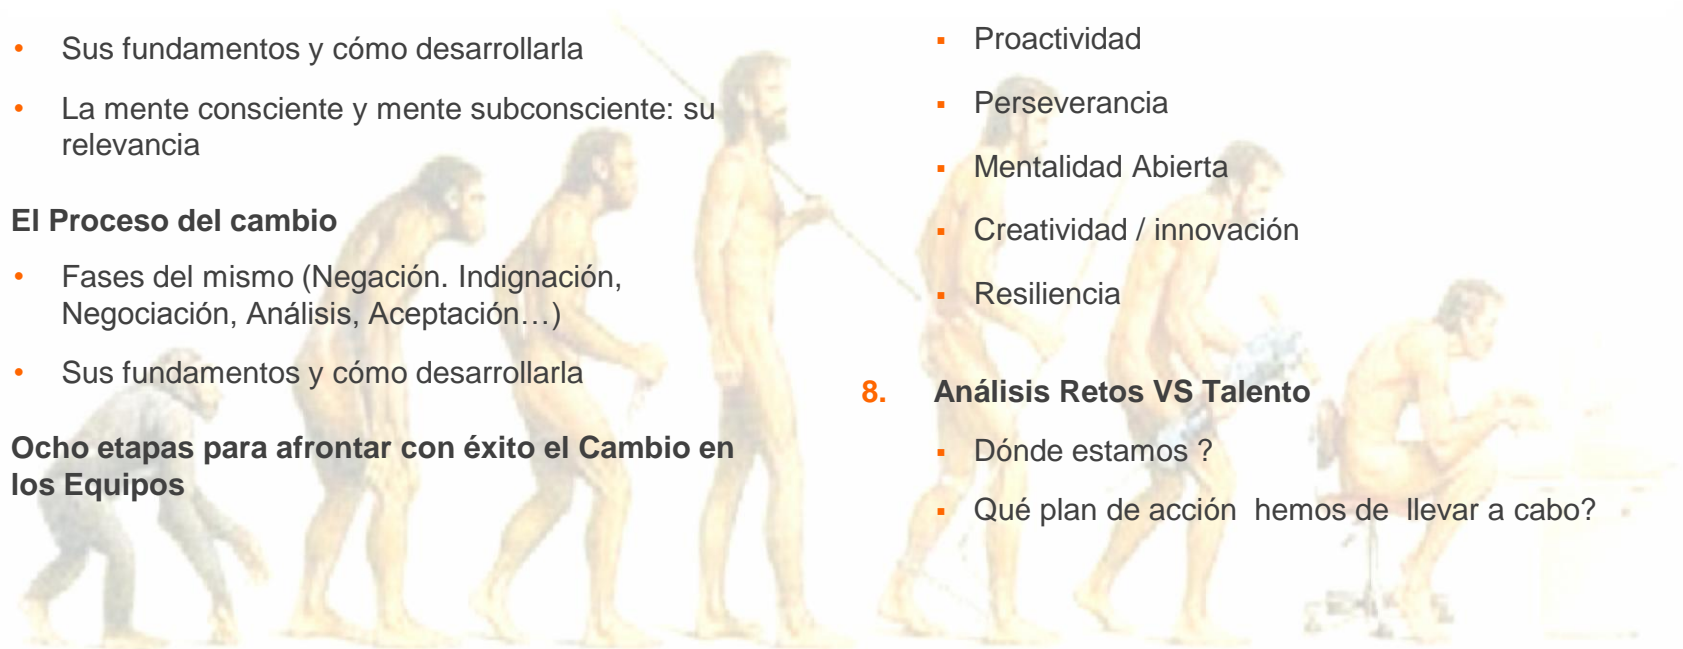 • Sus fundamentos y cómo desarrollarla
• La mente consciente y mente subconsciente: su
relevancia
El Proceso del cambio
• Fases del mismo (Negación. Indignación,
Negociación, Análisis, Aceptación…)
• Sus fundamentos y cómo desarrollarla
Ocho etapas para afrontar con éxito el Cambio en
los Equipos
▪ Proactividad
▪ Perseverancia
▪ Mentalidad Abierta
▪ Creatividad / innovación
▪ Resiliencia
8. Análisis Retos VS Talento
▪ Dónde estamos ?
▪ Qué plan de acción hemos de llevar a cabo?